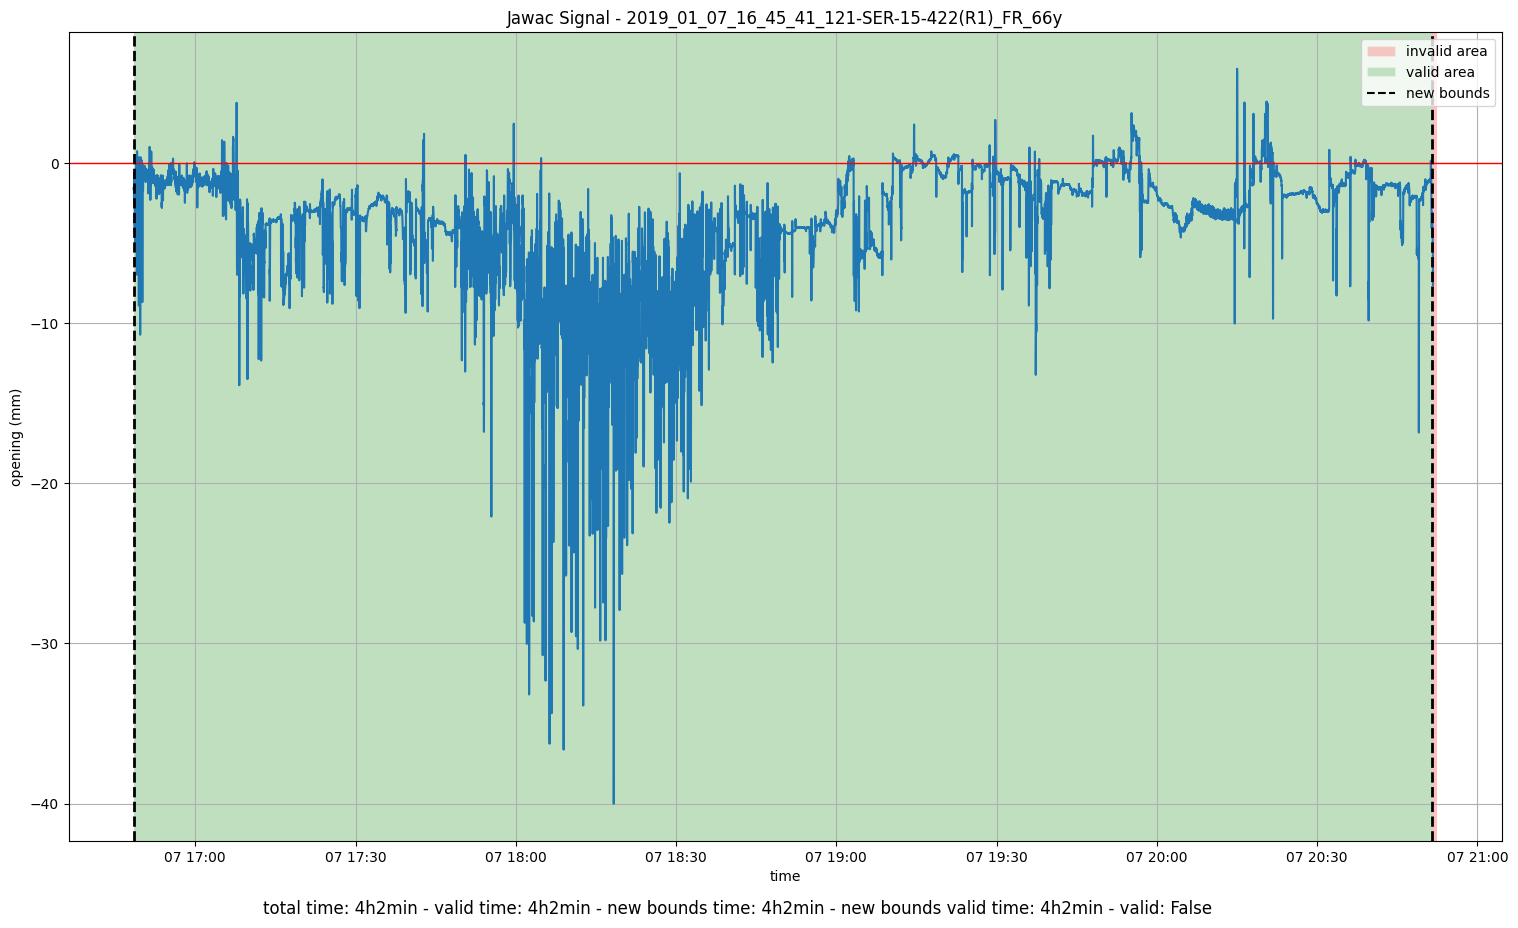 Jawac Signal - 2019_01_07_16_45_41_121-SER-15-422(R1)_FR_66y
invalid area
valid area
new bounds
opening (mm)
0
−10
−20
−30
−40
07 17:00
07 17:30
07 18:00
07 18:30
07 19:00
07 19:30
07 20:00
07 20:30
07 21:00
time
total time: 4h2min - valid time: 4h2min - new bounds time: 4h2min - new bounds valid time: 4h2min - valid: False